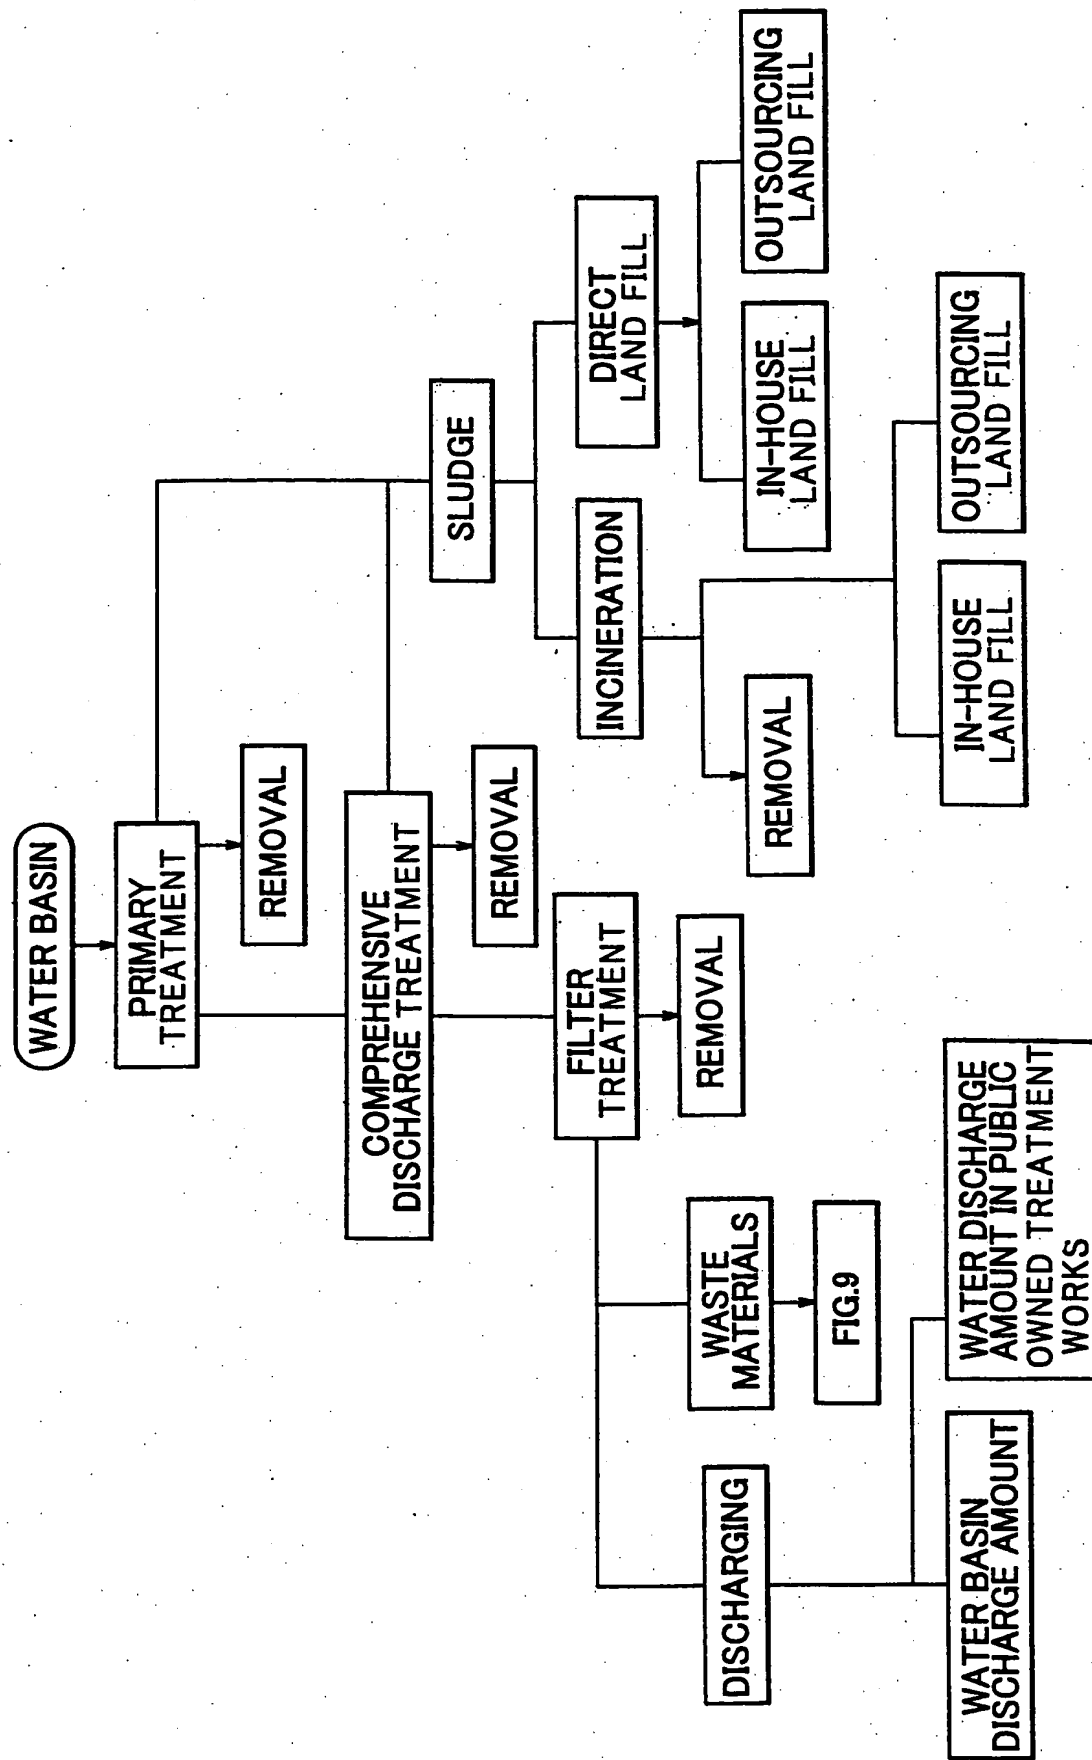 WATER BASIN
PRIMARY
TREATMENT
REMOVAL
COMPREHENSIVE
DISCHARGE TREATMENT
REMOVAL
SLUDGE
FILTER
TREATMENT
REMOVAL
INCINERATION
DIRECT
LAND FILL
DISCHARGING
WASTE
MATERIALS
FIG.9
REMOVAL
IN-HOUSE
LAND FILL
OUTSOURCING
LAND FILL
WATER BASIN
DISCHARGE AMOUNT
WATER DISCHARGE
AMOUNT IN PUBLIC
OWNED TREATMENT
WORKS
IN-HOUSE
LAND FILL
OUTSOURCING
LAND FILL